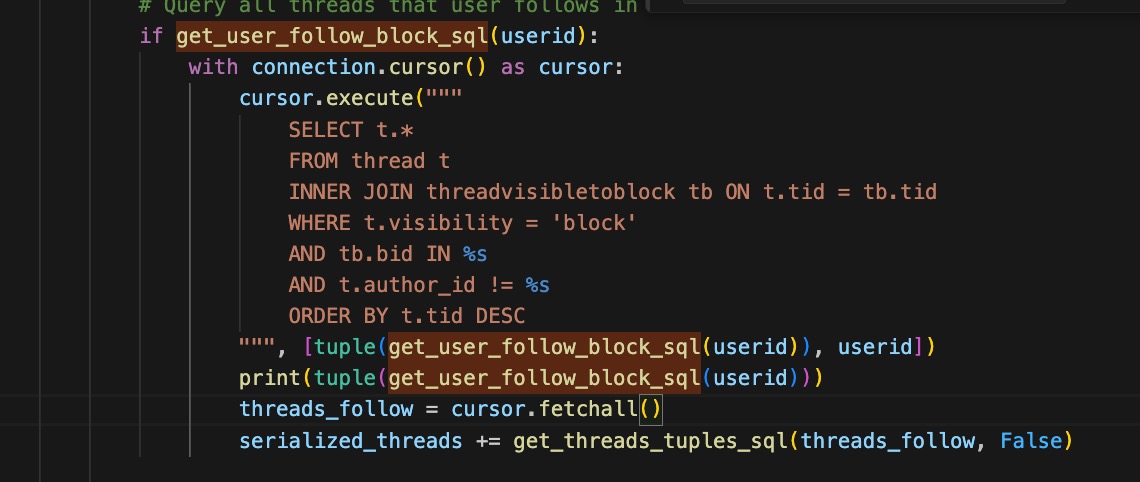 # Query all threads that user follows in
if get_user_follow_block_sql(userid):
with connection.cursor() as cursor:
cursor.execute("""
SELECT t.*
FROM thread t
INNER JOIN threadvisibletoblock tb ON t.tid = tb.tid
WHERE t.visibility = 'block'
AND tb.bid IN %s
AND t.author_id != %s
ORDER BY t.tid DESC
""", [tuple(get_user_follow_block_sql(userid)), userid])
print(tuple(get_user_follow_block_sql(userid)))
threads_follow = cursor.fetchall()
serialized_threads += get_threads_tuples_sql(threads_follow, False)